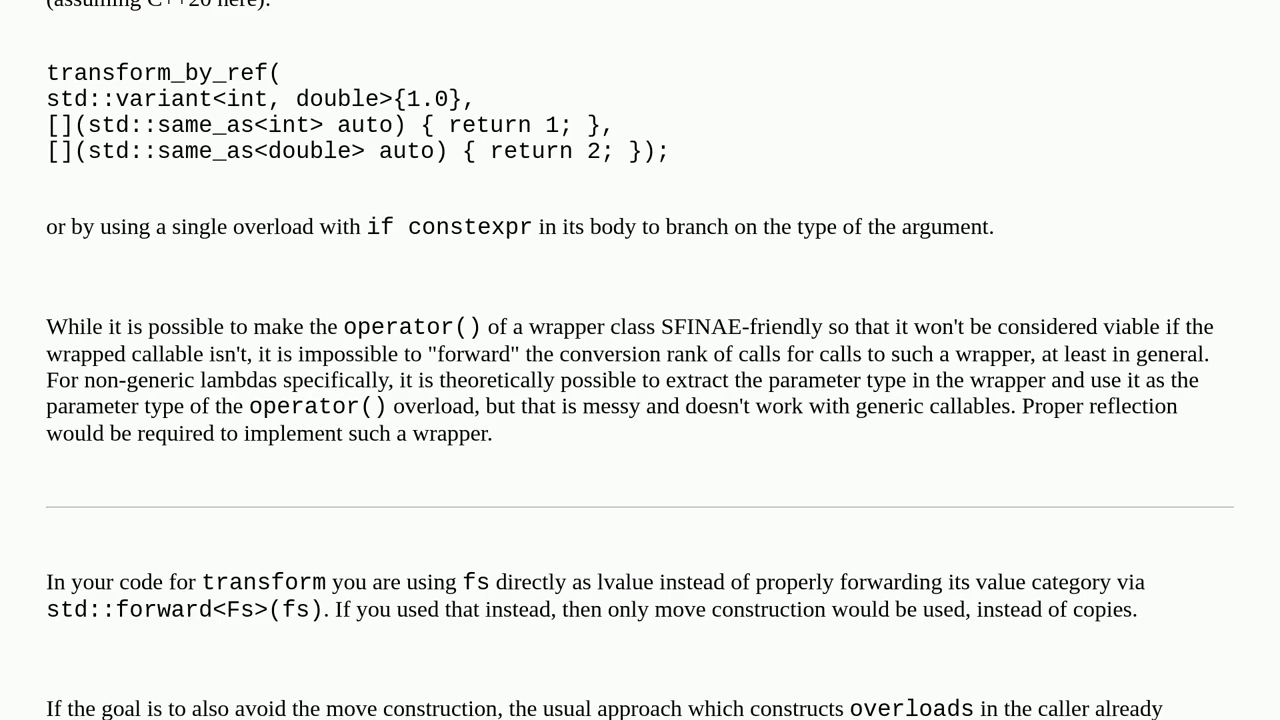 (assuming C++20 here):
transform_by_ref(
std::variant<int, double>{1.0},
[](std::same_as<int> auto) { return 1; },
[](std::same_as<double> auto) { return 2; });
or by using a single overload with if constexpr in its body to branch on the type of the argument.
While it is possible to make the operator() of a wrapper class SFINAE-friendly so that it won't be considered viable if the
wrapped callable isn't, it is impossible to "forward" the conversion rank of calls for calls to such a wrapper, at least in general.
For non-generic lambdas specifically, it is theoretically possible to extract the parameter type in the wrapper and use it as the
parameter type of the operator() overload, but that is messy and doesn't work with generic callables. Proper reflection
would be required to implement such a wrapper.
In your code for transform you are using fs directly as lvalue instead of properly forwarding its value category via
std::forward<Fs>(fs). If you used that instead, then only move construction would be used, instead of copies.
If the goal is to also avoid the move construction, the usual approach which constructs overloads in the caller already